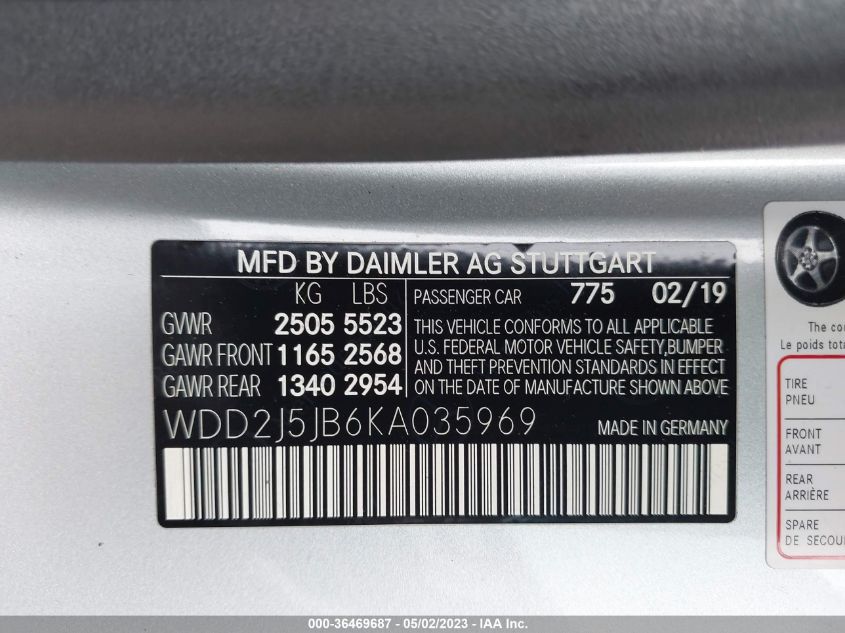 MFD BY DAIMLER AG STUTTGART
KG LBS
GVWR 2505 5523
GAWR FRONT 1165 2568
GAWR REAR 1340 2954
PASSENGER CAR 775 02/19
THIS VEHICLE CONFORMS TO ALL APPLICABLE
U.S. FEDERAL MOTOR VEHICLE SAFETY,BUMPER
AND THEFT PREVENTION STANDARDS IN EFFECT
ON THE DATE OF MANUFACTURE SHOWN ABOVE
WDD2J5JB6KA035969
MADE IN GERMANY
The
Le poids
TIRE
PNEU
FRONT
AVANT
REAR
ARRIÈRE
SPARE
DE
000-36469687 - 05/02/2023 - IAA Inc.